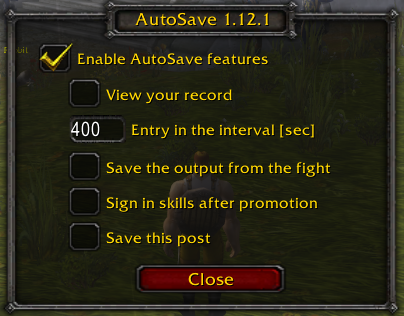 AutoSave 1.12.1
Enable AutoSave features
View your record
400 Entry in the interval [sec]
Save the output from the fight
Sign in skills after promotion
Save this post
Close